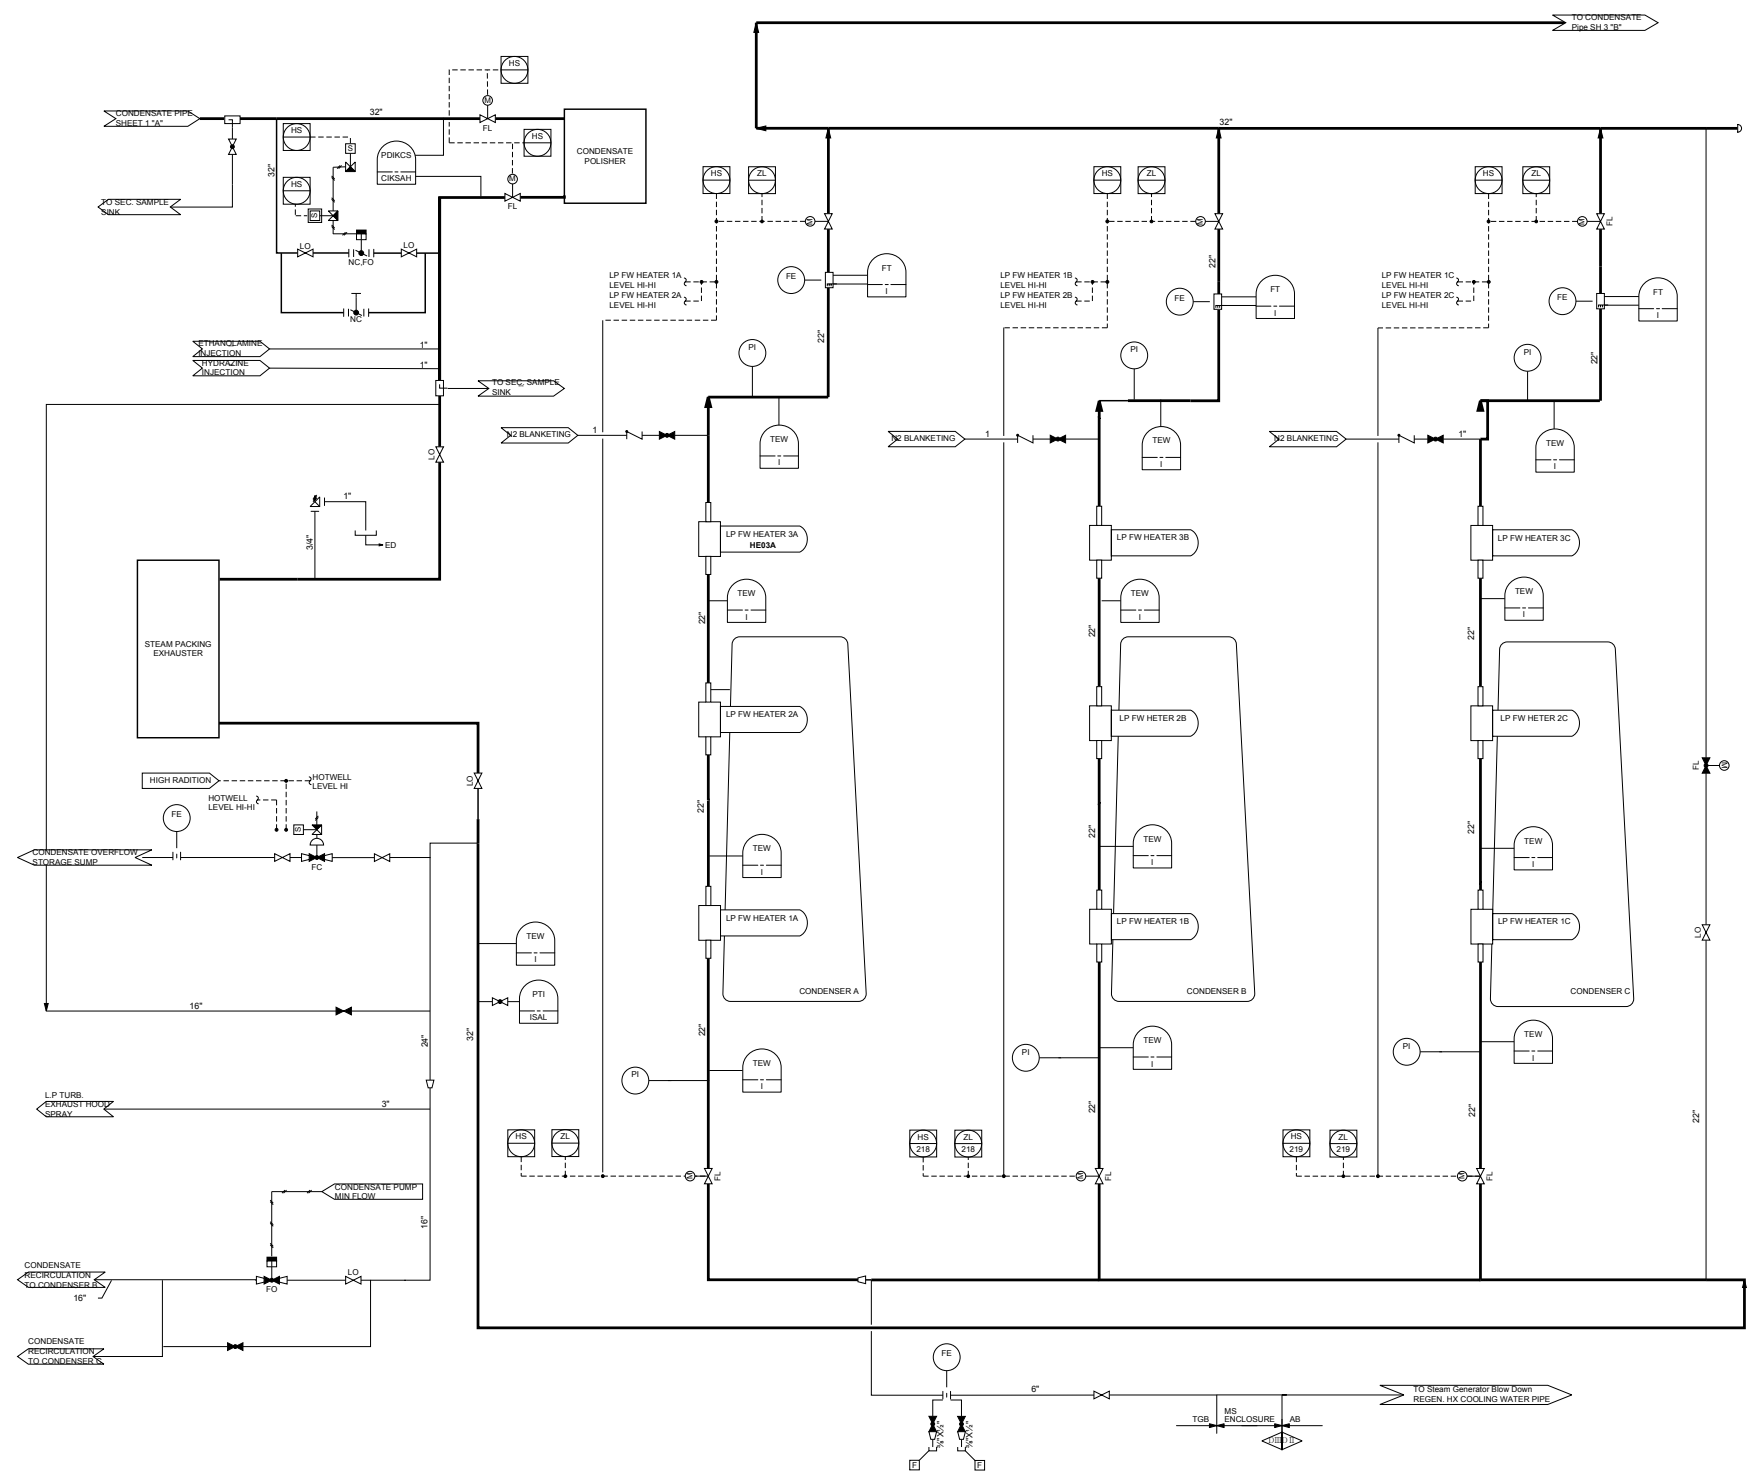 TO CONDENSATE
Pipe SH 3 "B"
HS
M
FL
CONDENSATE PIPE
SHEET 1 "A"
32"
32"
HS
S
HS
S
HS
M
FL
PDIKCS
CIKSAH
CONDENSATE
POLISHER
TO SEC. SAMPLE
SINK
32"
LO
NC,FO
LO
NC
ETHANOLAMINE
INJECTION
1"
HYDRAZINE
INJECTION
1"
TO SEC. SAMPLE
SINK
LO
1"
3/4"
ED
STEAM PACKING
EXHAUSTER
LO
HIGH RADITION
HOTWELL
LEVEL HI
HOTWELL
LEVEL HI-HI
FE
S
FC
CONDENSATE OVERFLOW
STORAGE SUMP
TEW
I
PTI
ISAL
16"
24"
32"
L.P TURB.
EXHAUST HOOD
SPRAY
3"
CONDENSATE PUMP
MIN FLOW
16"
CONDENSATE
RECIRCULATION
TO CONDENSER B
16"
FO
LO
CONDENSATE
RECIRCULATION
TO CONDENSER C
32"
HS
ZL
M
LP FW HEATER 1A
LEVEL HI-HI
LP FW HEATER 2A
LEVEL HI-HI
FE
FT
I
22"
PI
N2 BLANKETING
1
TEW
I
LP FW HEATER 3A
HE03A
TEW
I
22"
LP FW HEATER 2A
22"
TEW
I
LP FW HEATER 1A
CONDENSER A
22"
PI
TEW
I
HS
ZL
M
FL
HS
ZL
M
LP FW HEATER 1B
LEVEL HI-HI
LP FW HEATER 2B
LEVEL HI-HI
22"
FE
FT
I
PI
N2 BLANKETING
1
TEW
I
LP FW HEATER 3B
TEW
I
22"
LP FW HETER 2B
22"
TEW
I
LP FW HEATER 1B
CONDENSER B
PI
TEW
I
22"
HS
218
ZL
218
M
FL
HS
ZL
M
FL
LP FW HEATER 1C
LEVEL HI-HI
LP FW HEATER 2C
LEVEL HI-HI
FE
FT
I
22"
PI
N2 BLANKETING
1"
TEW
I
LP FW HEATER 3C
TEW
I
22"
LP FW HETER 2C
22"
TEW
I
LP FW HEATER 1C
CONDENSER C
PI
TEW
I
22"
HS
219
ZL
219
M
FL
FL
M
LO
22"
FE
6"
TO Steam Generator Blow Down
REGEN. HX COOLING WATER PIPE
TGB
MS
ENCLOSURE
AB
F
F